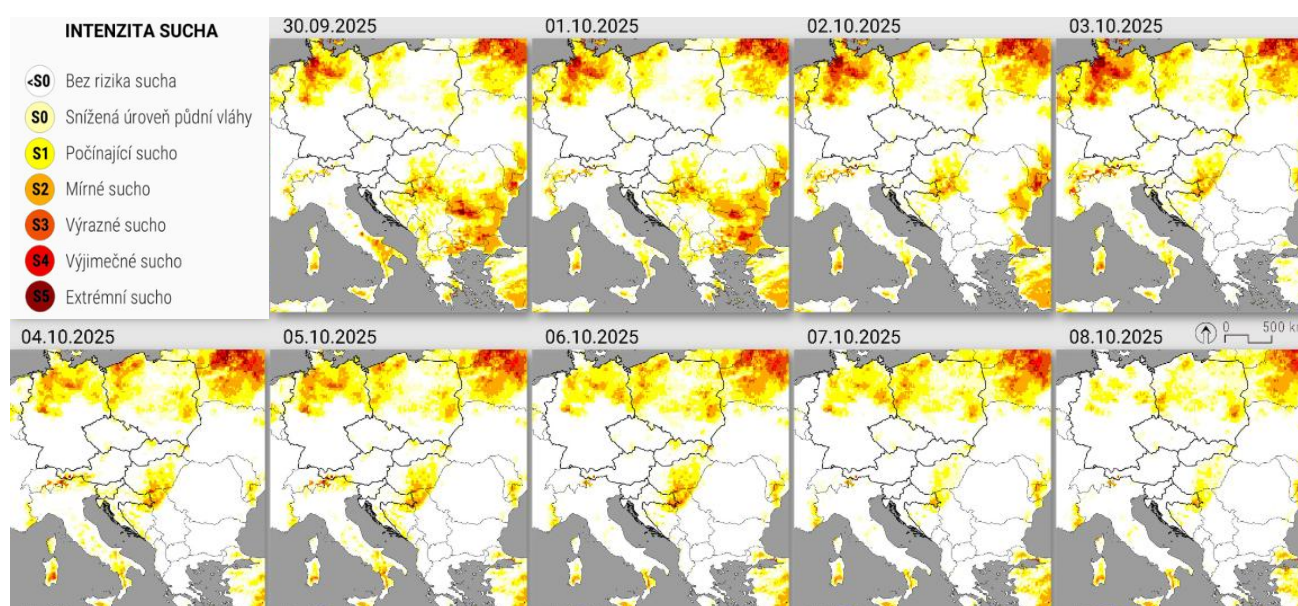 INTENZITA SUCHA
<S0 Bez rizika sucha
S0 Snížená úroveň půdní vláhy
S1 Počínající sucho
S2 Mírné sucho
S3 Výrazné sucho
S4 Výjimečné sucho
S5 Extrémní sucho
30.09.2025
01.10.2025
02.10.2025
03.10.2025
04.10.2025
05.10.2025
06.10.2025
07.10.2025
08.10.2025
0 500 k